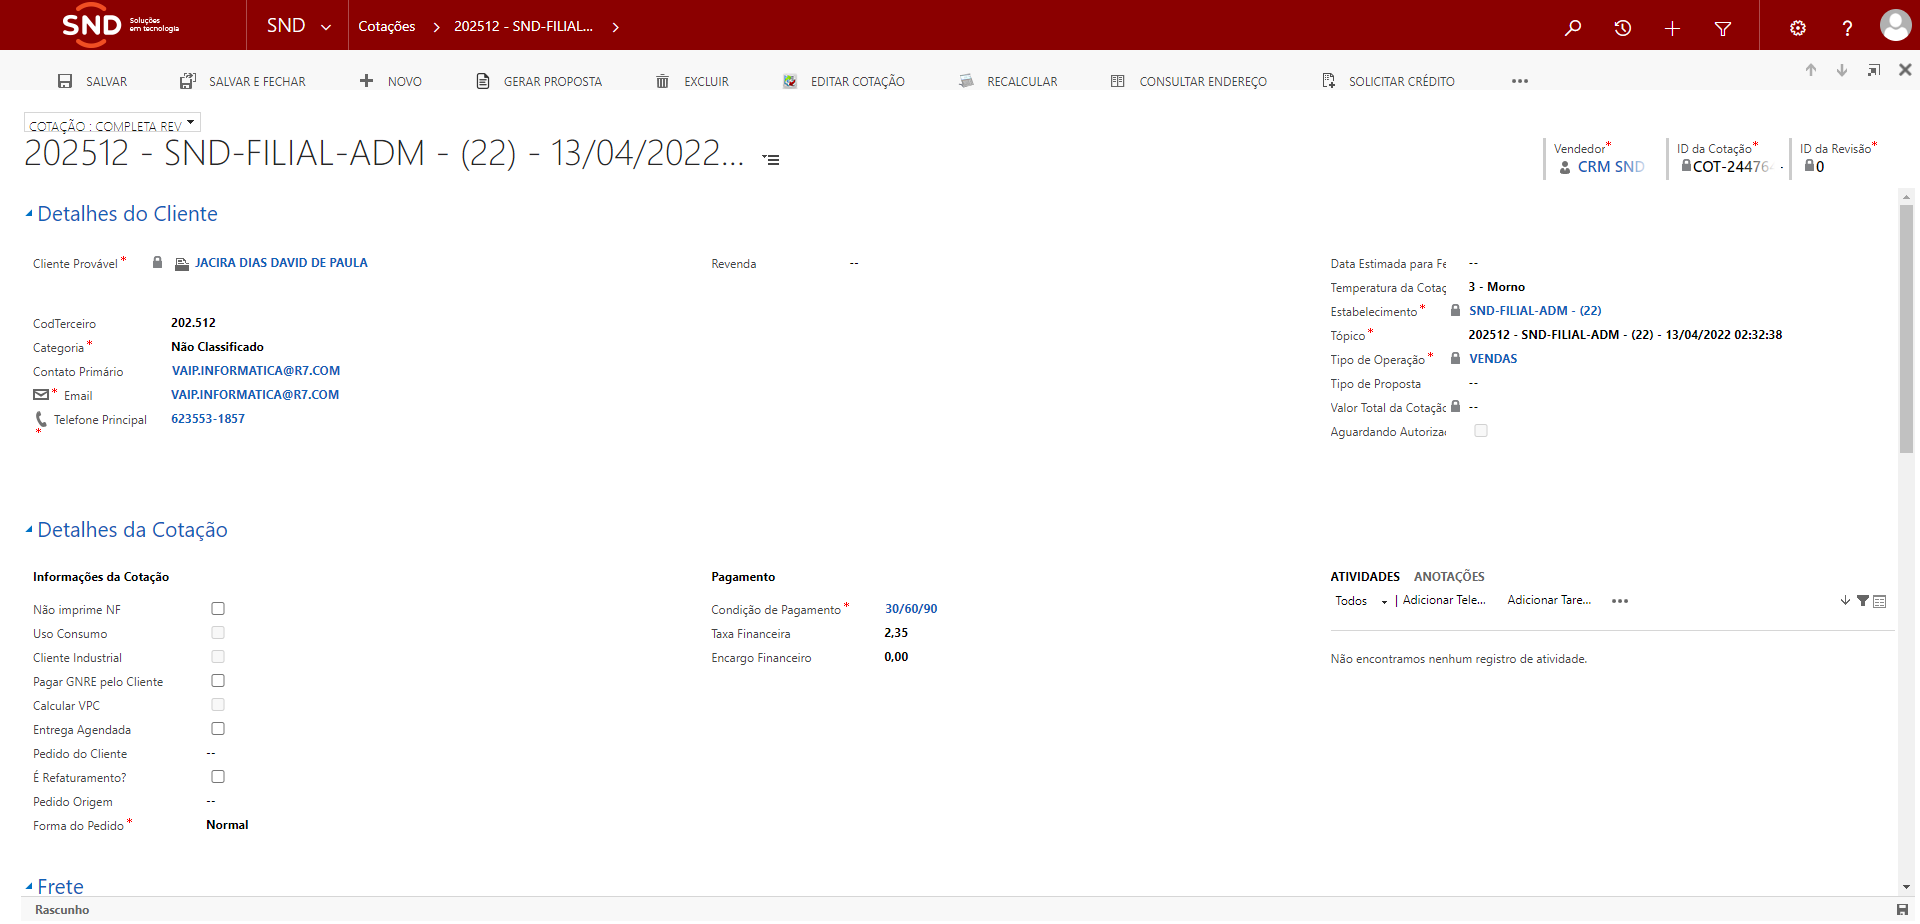 SND Soluções em tecnologia
SND
Cotações
202512 - SND-FILIAL...
SALVAR
SALVAR E FECHAR
NOVO
GERAR PROPOSTA
EXCLUIR
EDITAR COTAÇÃO
RECALCULAR
CONSULTAR ENDEREÇO
SOLICITAR CRÉDITO
COTAÇÃO : COMPLETA REV
202512 - SND-FILIAL-ADM - (22) - 13/04/2022...
Vendedor*
CRM SND
ID da Cotação*
COT-244764
ID da Revisão*
0
Detalhes do Cliente
Cliente Provável* JACIRA DIAS DAVID DE PAULA
CodTerceiro 202.512
Categoria* Não Classificado
Contato Primário VAIP.INFORMATICA@R7.COM
* Email VAIP.INFORMATICA@R7.COM
Telefone Principal * 623553-1857
Revenda --
Data Estimada para Fe --
Temperatura da Cotaç 3 - Morno
Estabelecimento* SND-FILIAL-ADM - (22)
Tópico* 202512 - SND-FILIAL-ADM - (22) - 13/04/2022 02:32:38
Tipo de Operação* VENDAS
Tipo de Proposta --
Valor Total da Cotação --
Aguardando Autoriza
Detalhes da Cotação
Informações da Cotação
Não imprime NF
Uso Consumo
Cliente Industrial
Pagar GNRE pelo Cliente
Calcular VPC
Entrega Agendada
Pedido do Cliente --
É Refaturamento?
Pedido Origem --
Forma do Pedido* Normal
Pagamento
Condição de Pagamento* 30/60/90
Taxa Financeira 2,35
Encargo Financeiro 0,00
ATIVIDADES ANOTAÇÕES
Todos | Adicionar Tele... Adicionar Tare... •••
Não encontramos nenhum registro de atividade.
Frete
Rascunho